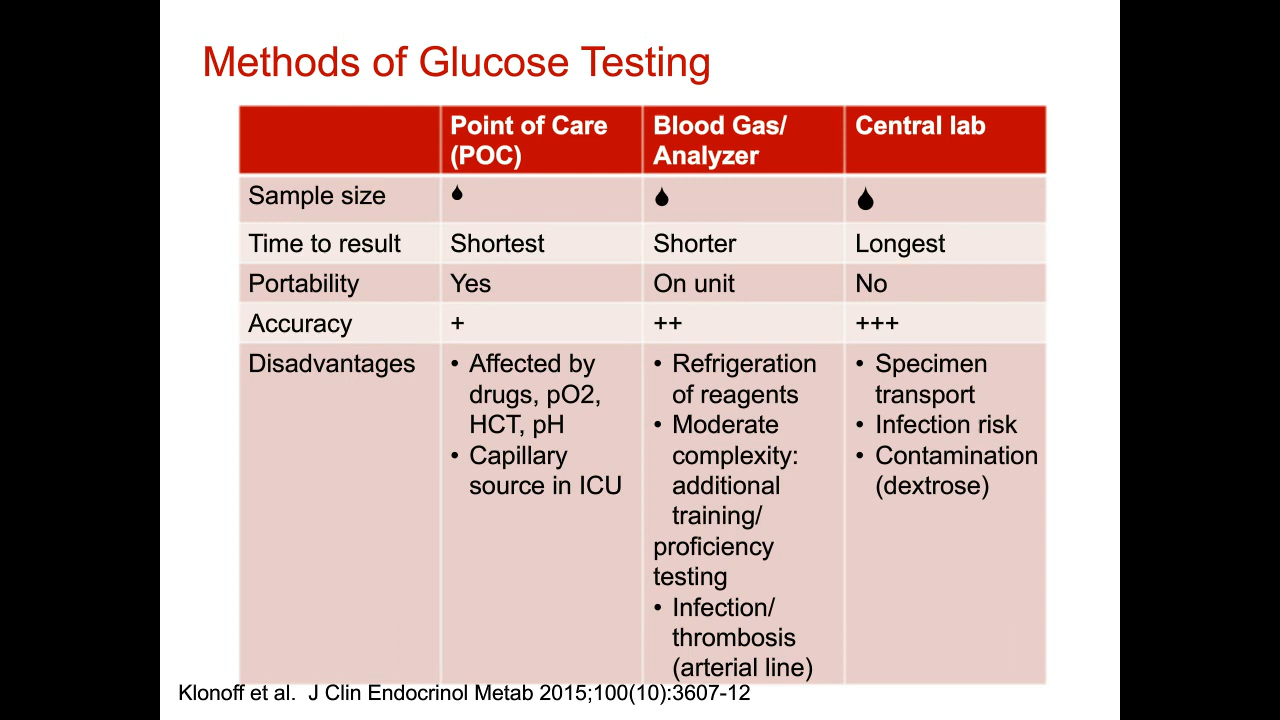 Methods of Glucose Testing
Point of Care
(POC)
Blood Gas/
Analyzer
Central lab
Sample size
Time to result
Shortest
Shorter
Longest
Portability
Yes
On unit
No
Accuracy
+
++
+++
Disadvantages
• Affected by
drugs, pO2,
HCT, pH
• Capillary
source in ICU
• Refrigeration
of reagents
• Moderate
complexity:
additional
training/
proficiency
testing
• Infection/
thrombosis
(arterial line)
• Specimen
transport
• Infection risk
• Contamination
(dextrose)
Klonoff et al.  J Clin Endocrinol Metab 2015;100(10):3607-12